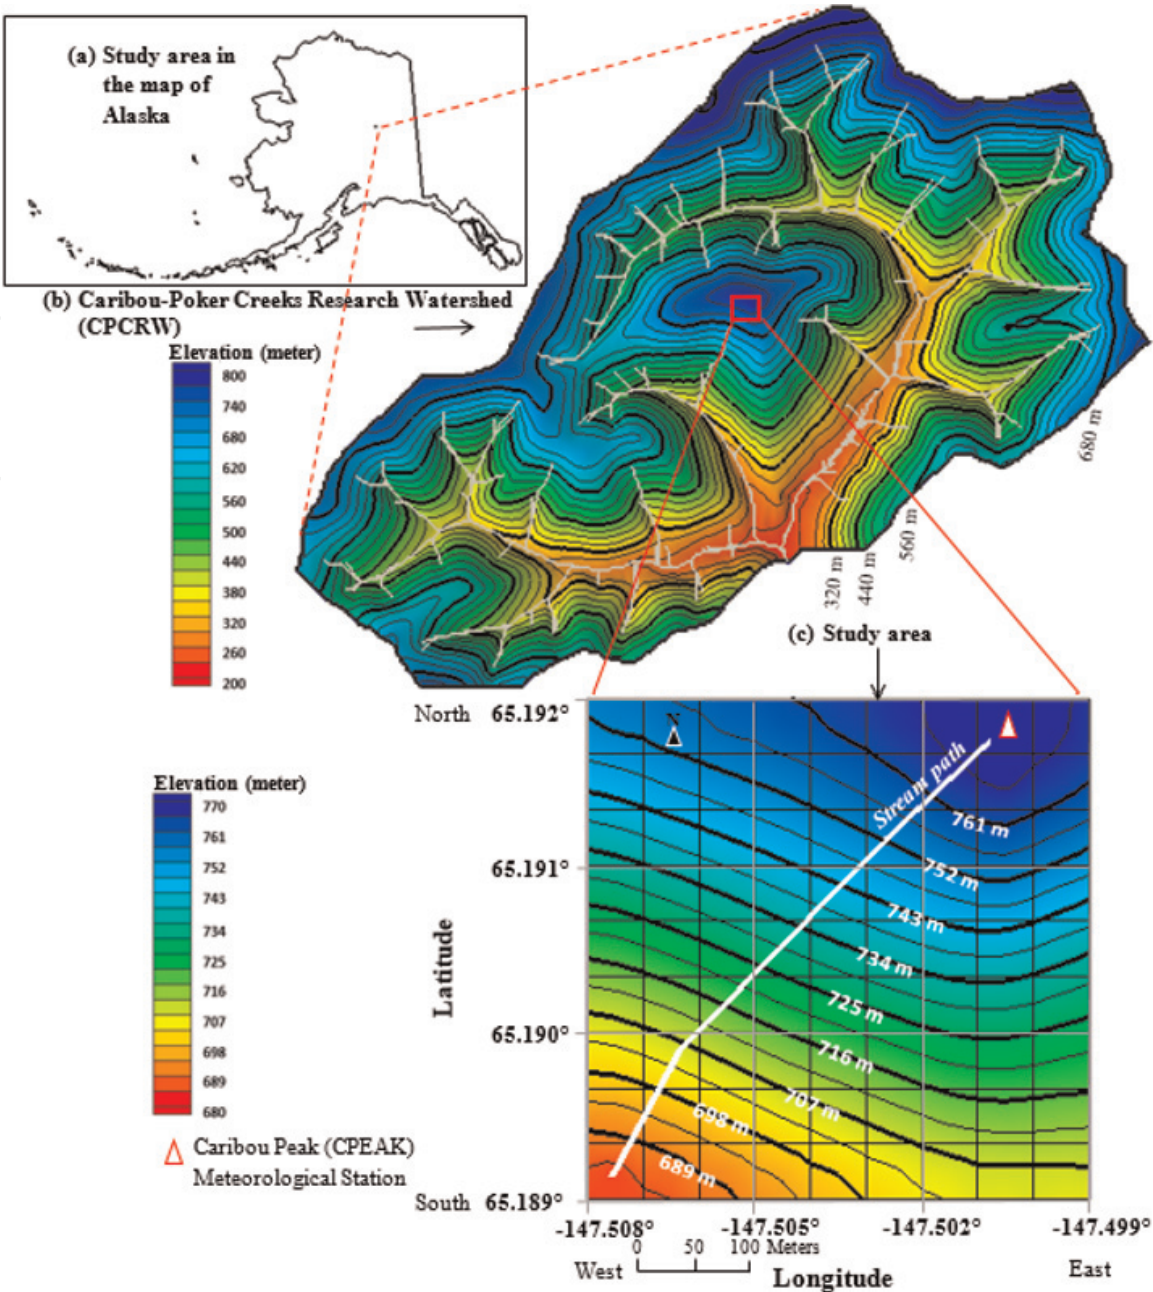 (a) Study area in
the map of
Alaska
(b) Caribou-Poker Creeks Research Watershed
(CPCRW)
Elevation (meter)
800
740
680
620
560
500
440
380
320
260
200
680 m
560 m
440 m
320 m
(c) Study area
North 65.192°
N
Stream path
761 m
752 m
743 m
734 m
725 m
716 m
707 m
698 m
689 m
65.191°
65.190°
South 65.189°
Latitude
Elevation (meter)
770
761
752
743
734
725
716
707
698
689
680
Caribou Peak (CPEAK)
Meteorological Station
-147.508° -147.505° -147.502° -147.499°
0 50 100 Meters
West Longitude East